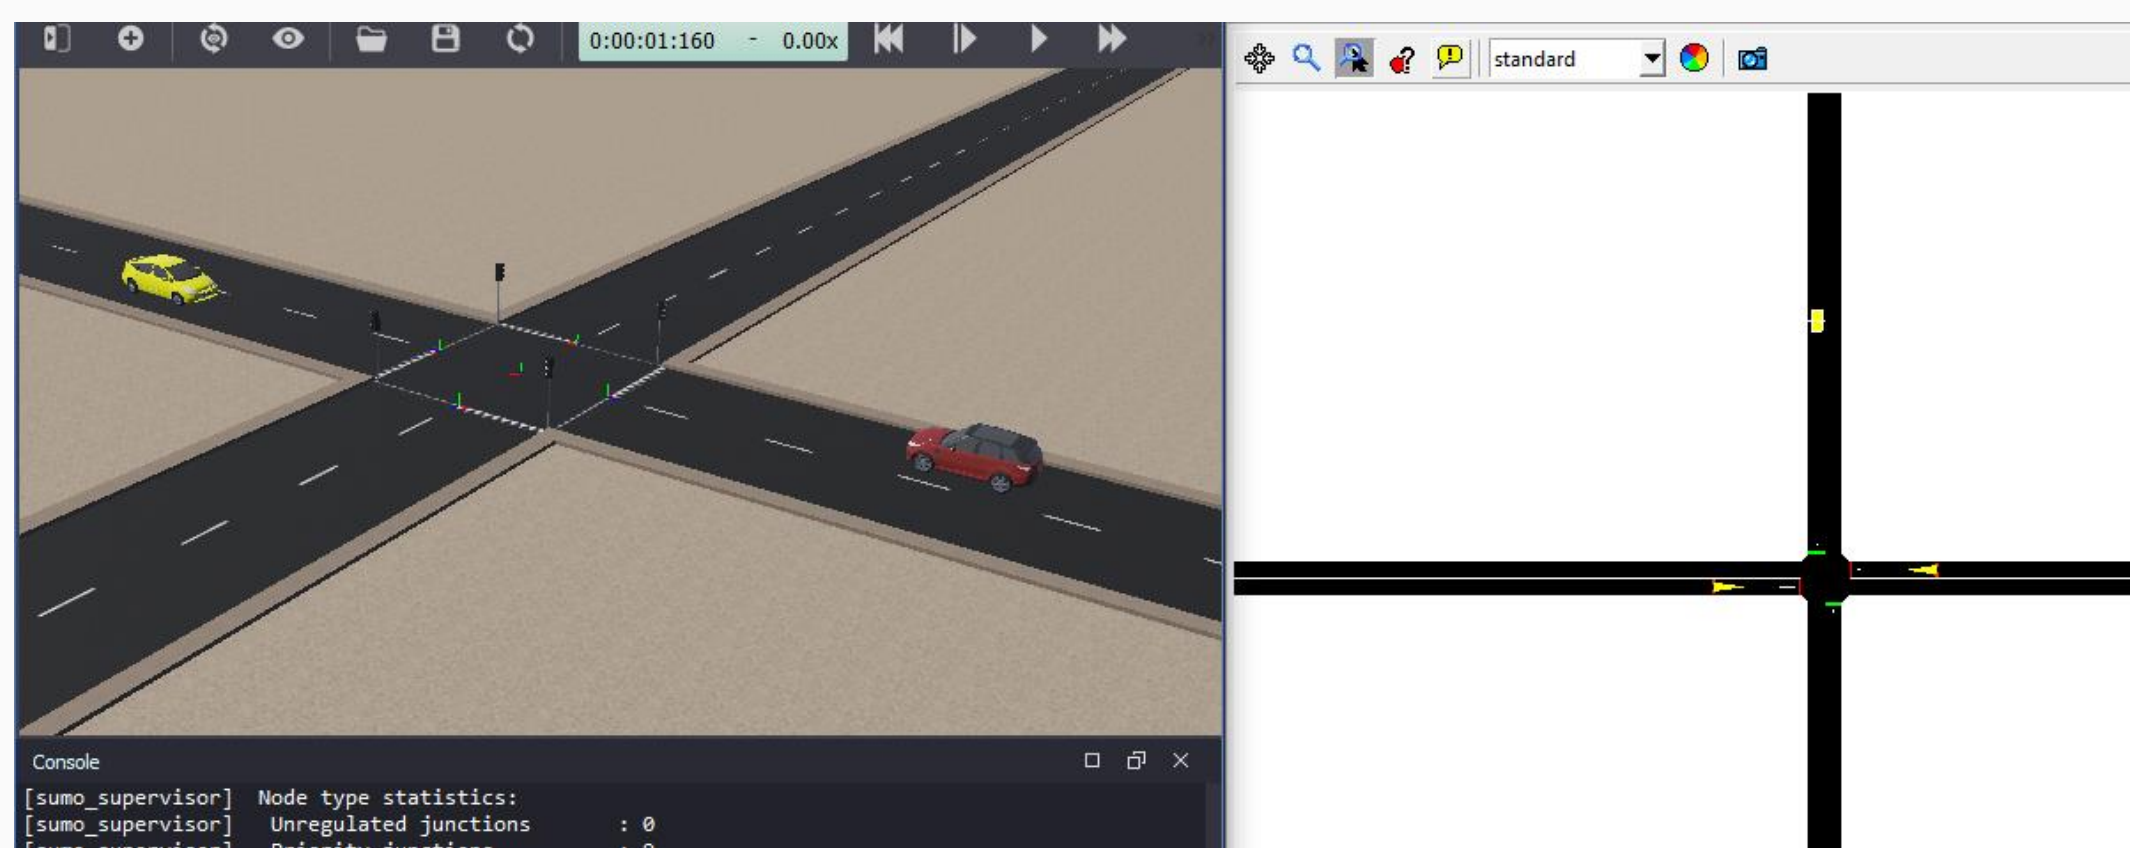 0:00:01:160 - 0.00x
standard
Console
[sumo_supervisor] Node type statistics:
[sumo_supervisor] Unregulated junctions : 0